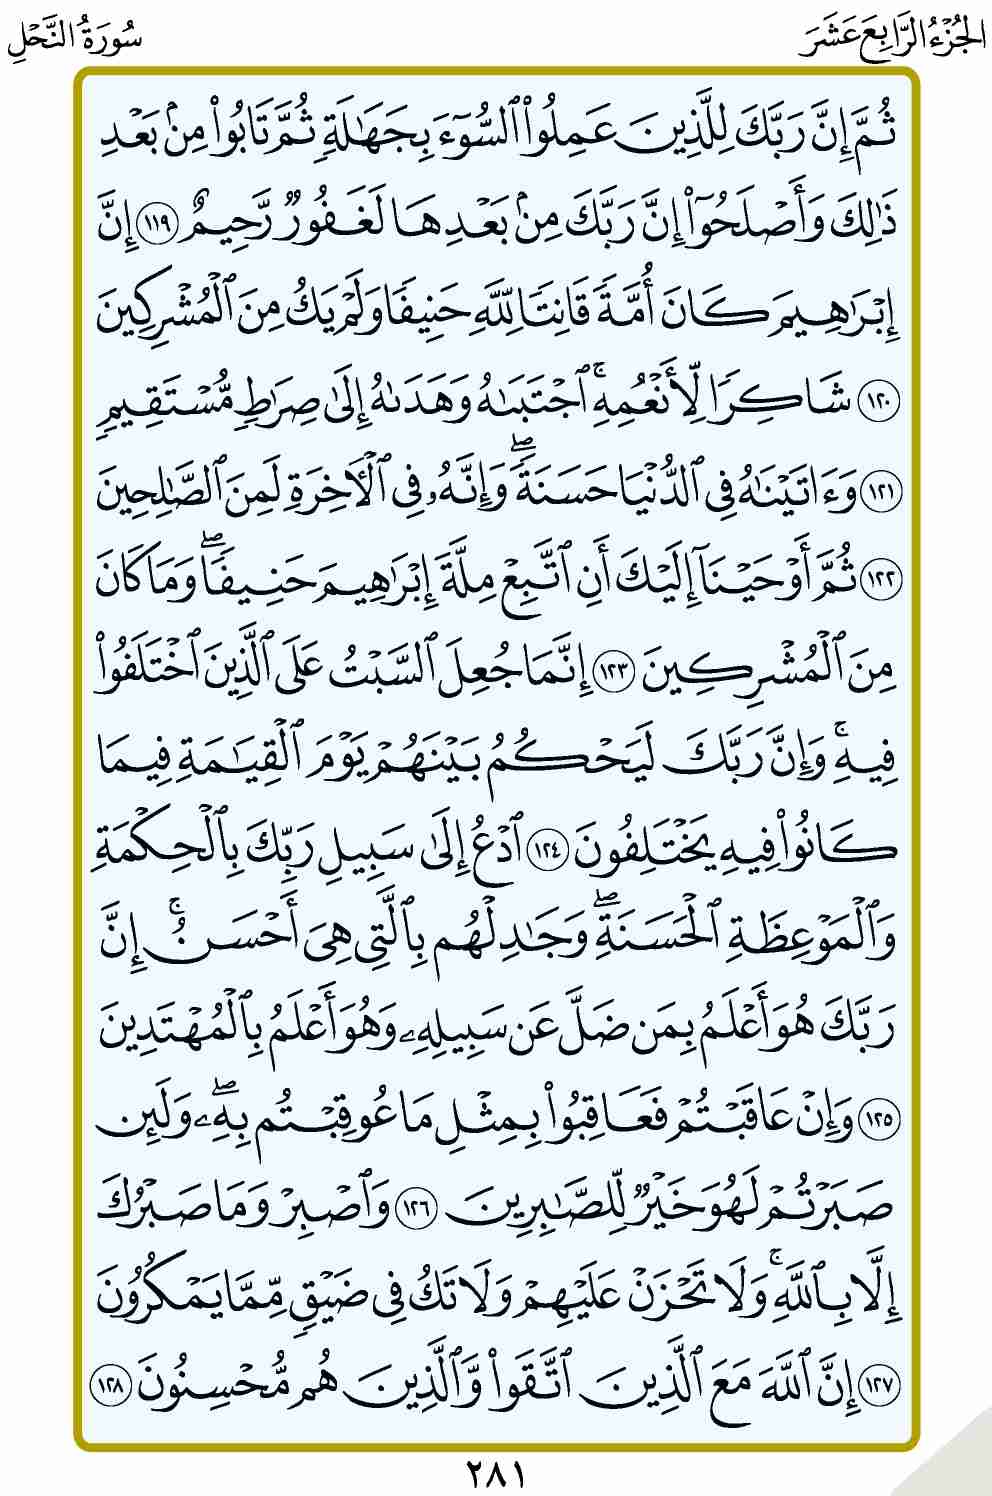 الجُزْءُ الرَّابِعَ عَشَرَ
سُورَةُ النَّحْلِ
ثُمَّ إِنَّ رَبَّكَ لِلَّذِينَ عَمِلُوا۟ ٱلسُّوٓءَ بِجَهَٰلَةٍ ثُمَّ تَابُوا۟ مِنۢ بَعْدِ
ذَٰلِكَ وَأَصْلَحُوٓا۟ إِنَّ رَبَّكَ مِنۢ بَعْدِهَا لَغَفُورٌ رَّحِيمٌ ١١٩ إِنَّ
إِبْرَٰهِيمَ كَانَ أُمَّةً قَانِتًا لِّلَّهِ حَنِيفًا وَلَمْ يَكُ مِنَ ٱلْمُشْرِكِينَ
١٢٠ شَاكِرًا لِّأَنْعُمِهِۚ ٱجْتَبَىٰهُ وَهَدَىٰهُ إِلَىٰ صِرَٰطٍ مُّسْتَقِيمٍ
١٢١ وَءَاتَيْنَٰهُ فِى ٱلدُّنْيَا حَسَنَةًۖ وَإِنَّهُۥ فِى ٱلْأَخِرَةِ لَمِنَ ٱلصَّٰلِحِينَ
١٢٢ ثُمَّ أَوْحَيْنَآ إِلَيْكَ أَنِ ٱتَّبِعْ مِلَّةَ إِبْرَٰهِيمَ حَنِيفًاۖ وَمَا كَانَ
مِنَ ٱلْمُشْرِكِينَ ١٢٣ إِنَّمَا جُعِلَ ٱلسَّبْتُ عَلَى ٱلَّذِينَ ٱخْتَلَفُوا۟
فِيهِۚ وَإِنَّ رَبَّكَ لَيَحْكُمُ بَيْنَهُمْ يَوْمَ ٱلْقِيَٰمَةِ فِيمَا
كَانُوا۟ فِيهِ يَخْتَلِفُونَ ١٢٤ ٱدْعُ إِلَىٰ سَبِيلِ رَبِّكَ بِٱلْحِكْمَةِ
وَٱلْمَوْعِظَةِ ٱلْحَسَنَةِۖ وَجَٰدِلْهُم بِٱلَّتِى هِىَ أَحْسَنُۚ إِنَّ
رَبَّكَ هُوَ أَعْلَمُ بِمَن ضَلَّ عَن سَبِيلِهِۦ وَهُوَ أَعْلَمُ بِٱلْمُهْتَدِينَ
١٢٥ وَإِنْ عَاقَبْتُمْ فَعَاقِبُوا۟ بِمِثْلِ مَا عُوقِبْتُم بِهِۦۖ وَلَئِن
صَبَرْتُمْ لَهُوَ خَيْرٌ لِّلصَّٰبِرِينَ ١٢٦ وَٱصْبِرْ وَمَا صَبْرُكَ
إِلَّا بِٱللَّهِۚ وَلَا تَحْزَنْ عَلَيْهِمْ وَلَا تَكُ فِى ضَيْقٍ مِّمَّا يَمْكُرُونَ
١٢٧ إِنَّ ٱللَّهَ مَعَ ٱلَّذِينَ ٱتَّقَوا۟ وَّٱلَّذِينَ هُم مُّحْسِنُونَ ١٢٨
٢٨١